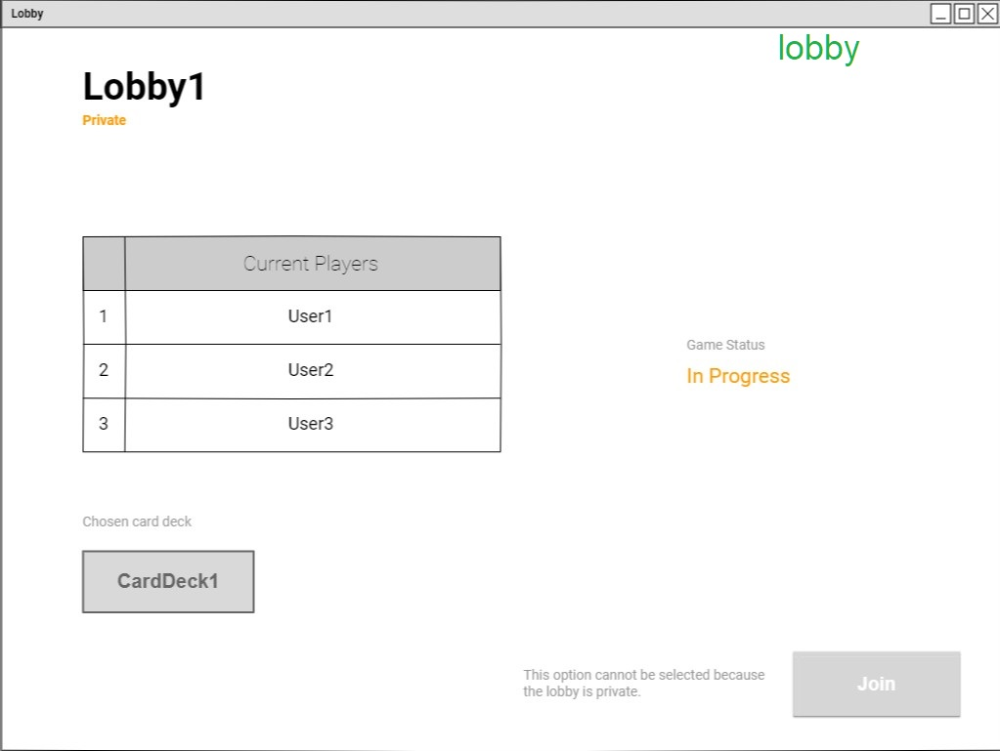 Lobby
lobby
Lobby1
Private
Current Players
1 User1
2 User2
3 User3
Game Status
In Progress
Chosen card deck
CardDeck1
This option cannot be selected because
the lobby is private.
Join